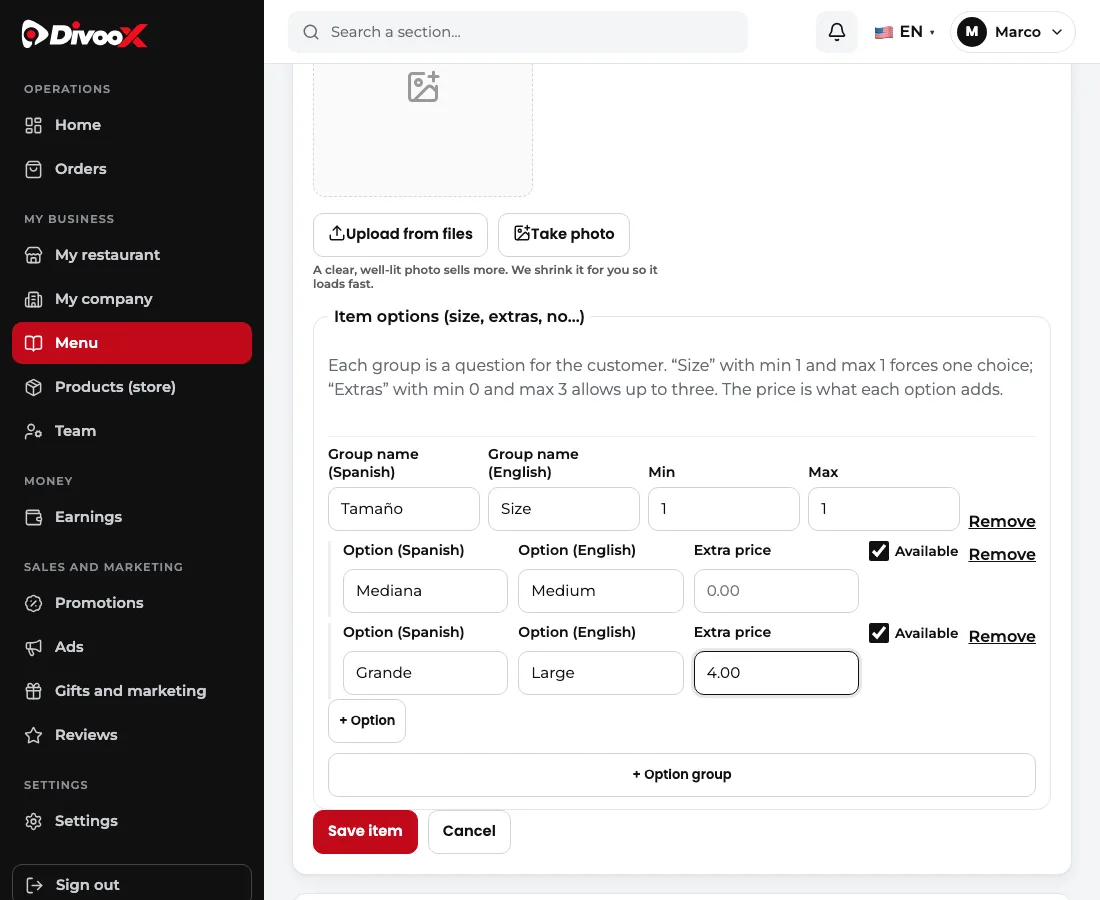 DivooX
OPERATIONS
Home
Orders
MY BUSINESS
My restaurant
My company
Menu
Products (store)
Team
MONEY
Earnings
SALES AND MARKETING
Promotions
Ads
Gifts and marketing
Reviews
SETTINGS
Settings
Sign out
Search a section...
EN
M
Marco
Upload from files
Take photo
A clear, well-lit photo sells more. We shrink it for you so it
loads fast.
Item options (size, extras, no...)
Each group is a question for the customer. “Size” with min 1 and max 1 forces one choice;
“Extras” with min 0 and max 3 allows up to three. The price is what each option adds.
Group name
(Spanish)
Group name
(English)
Min
Max
Tamaño
Size
1
1
Remove
Option (Spanish)
Option (English)
Extra price
Available
Remove
Mediana
Medium
0.00
Option (Spanish)
Option (English)
Extra price
Available
Remove
Grande
Large
4.00
+ Option
+ Option group
Save item
Cancel